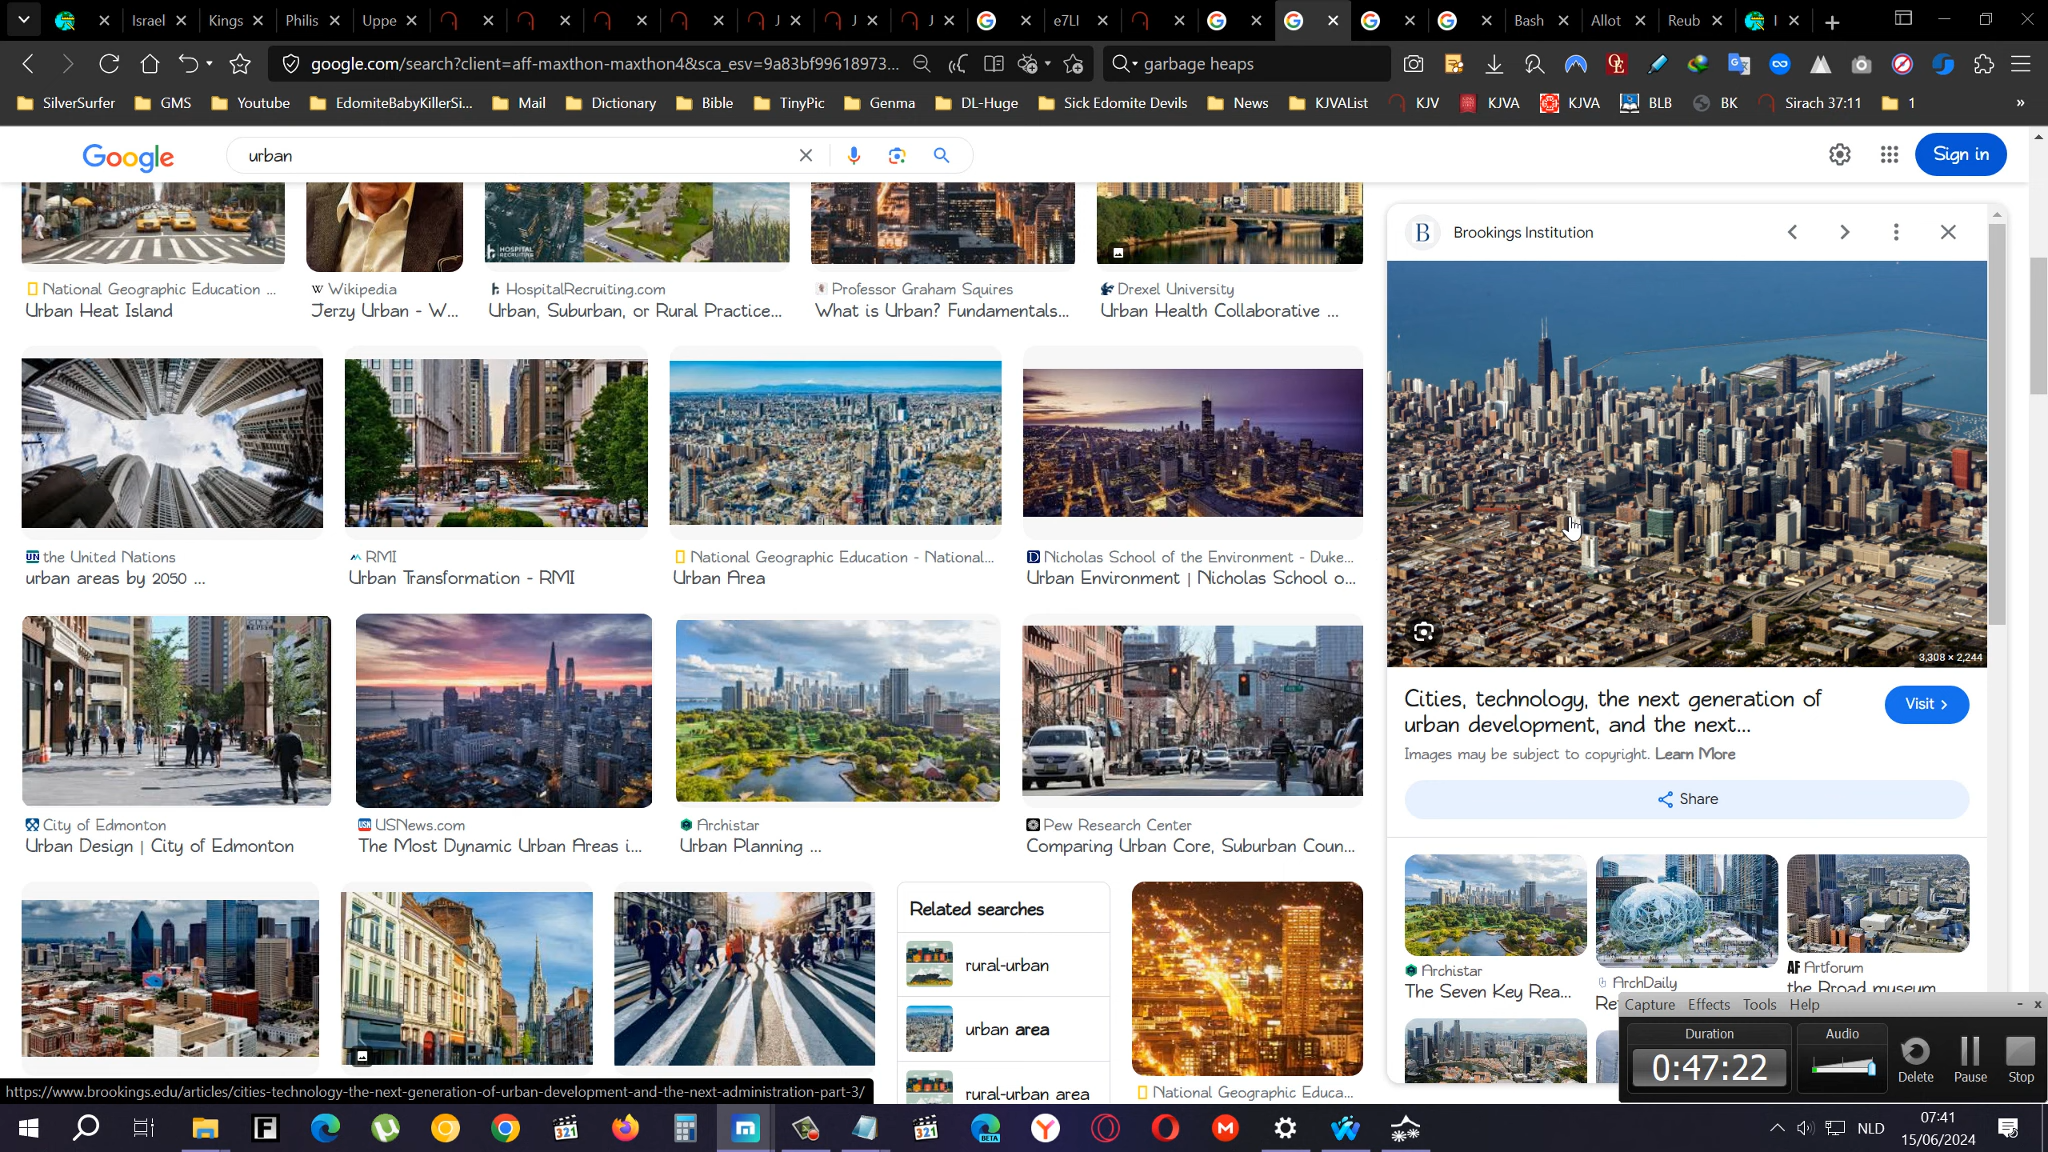 Israel
Kings
Philis
Uppe
J
J
J
e7LI
Bash
Allot
Reub
I
google.com/search?client=aff-maxthon-maxthon4&sca_esv=9a83bf99618973...
garbage heaps
SilverSurfer
GMS
Youtube
EdomiteBabyKillerSi...
Mail
Dictionary
Bible
TinyPic
Genma
DL-Huge
Sick Edomite Devils
News
KJVAList
KJV
KJVA
KJVA
BLB
BK
Sirach 37:11
1
»
Google
urban
Sign in
HOSPITAL
RECRUITING
National Geographic Education ...
Urban Heat Island
W Wikipedia
Jerzy Urban - W...
HospitalRecruiting.com
Urban, Suburban, or Rural Practice...
Professor Graham Squires
What is Urban? Fundamentals...
Drexel University
Urban Health Collaborative ...
B Brookings Institution
UN the United Nations
urban areas by 2050 ...
RMI
Urban Transformation - RMI
National Geographic Education - National...
Urban Area
D Nicholas School of the Environment - Duke...
Urban Environment | Nicholas School o...
3,308 × 2,244
Cities, technology, the next generation of
urban development, and the next...
Visit >
Images may be subject to copyright. Learn More
Share
City of Edmonton
Urban Design | City of Edmonton
USNews.com
The Most Dynamic Urban Areas i...
Archistar
Urban Planning ...
Pew Research Center
Comparing Urban Core, Suburban Coun...
Related searches
rural-urban
urban area
rural-urban area
National Geographic Educa...
Archistar
The Seven Key Rea...
ArchDaily
Re
AF Artforum
the Broad museum
Capture Effects Tools Help
Duration
0:47:22
Audio
Delete
Pause
Stop
https://www.brookings.edu/articles/cities-technology-the-next-generation-of-urban-development-and-the-next-administration-part-3/
321
321
BETA
NLD
07:41
15/06/2024